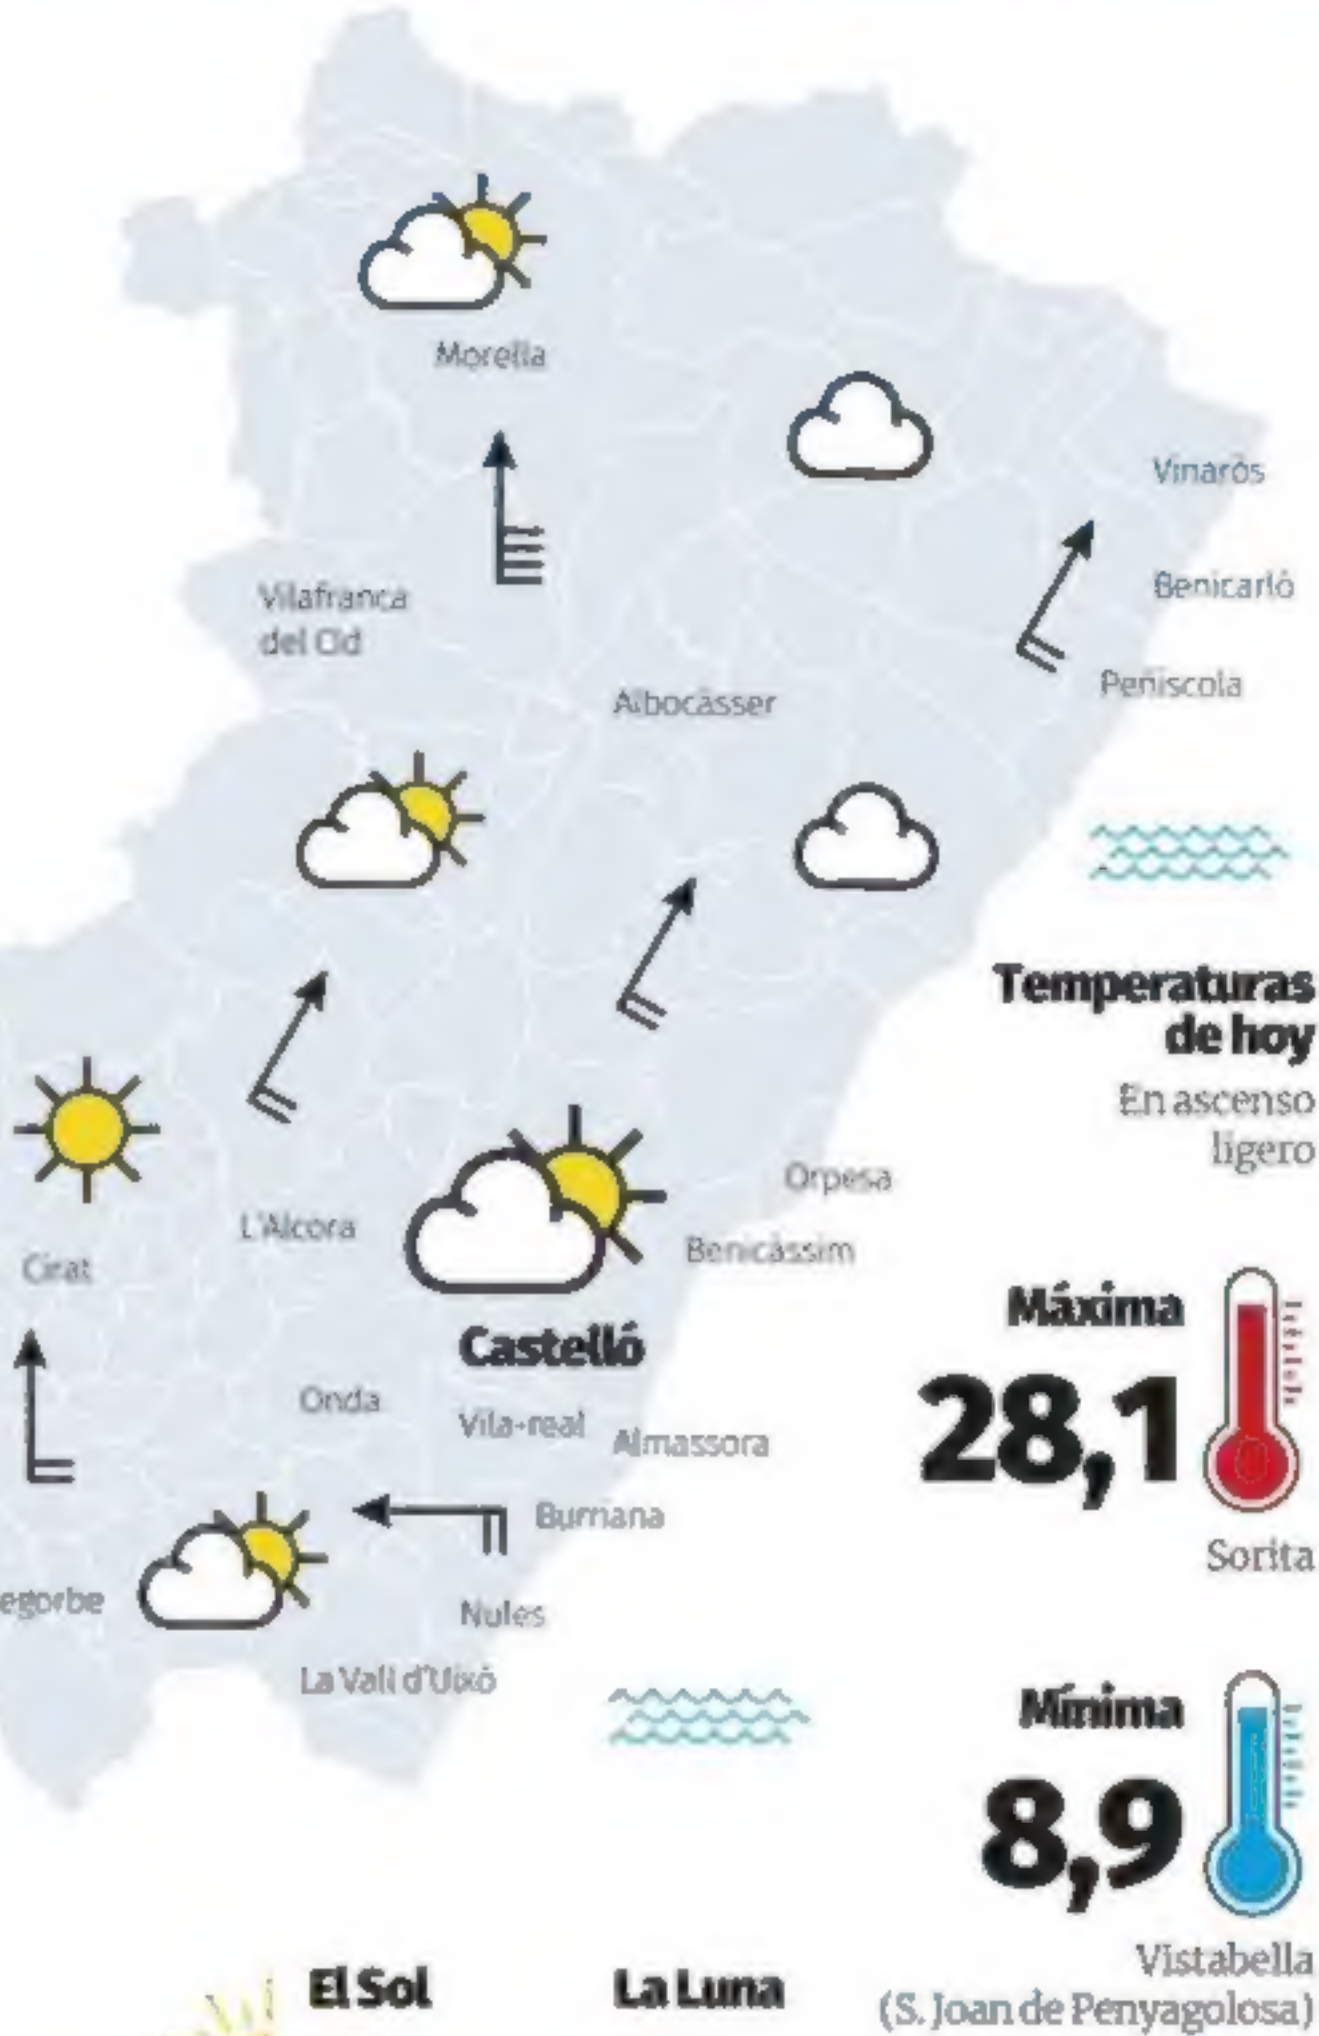 Morella
Vinaròs
Benicarló
Vilafranca
del Cid
Peñiscola
Albocàsser
Temperaturas
de hoy
En ascenso
ligero
Orpesa
L'Alcora
Benicàssim
Cirat
Máxima
Castelló
28,1
Onda
Vila-real
Almassora
Burriana
Sorita
egorbe
Nules
La Vall d'Uixó
Mínima
8,9
Vistabella
(S. Joan de Penyagolosa)
El Sol
La Luna